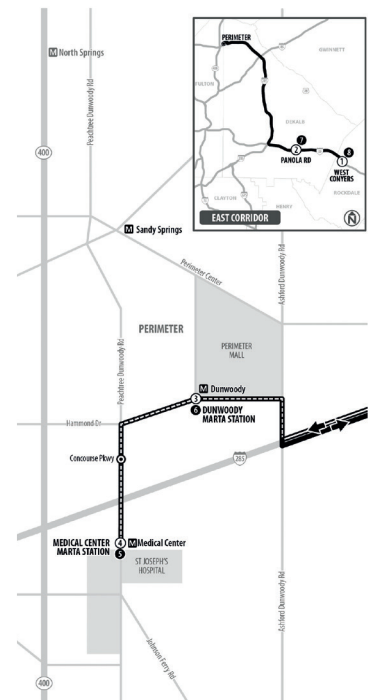 M North Springs
Peachtree Dunwoody Rd
400
PERIMETER
GWINNETT
FULTON
DEKALB
7
2
PANOLA RD
8
1
WEST
CONYERS
ROCKDALE
CLAYTON
HENRY
EAST CORRIDOR
N
M Sandy Springs
Perimeter Center
Ashford Dunwoody Rd
PERIMETER
PERIMETER
MALL
Peachtree Dunwoody Rd
M Dunwoody
3
6 DUNWOODY
MARTA STATION
Hammond Dr
Concourse Pkwy
285
MEDICAL CENTER
MARTA STATION
4
5
M Medical Center
ST JOSEPH'S
HOSPITAL
Ashford Dunwoody Rd
Johnson Ferry Rd
400